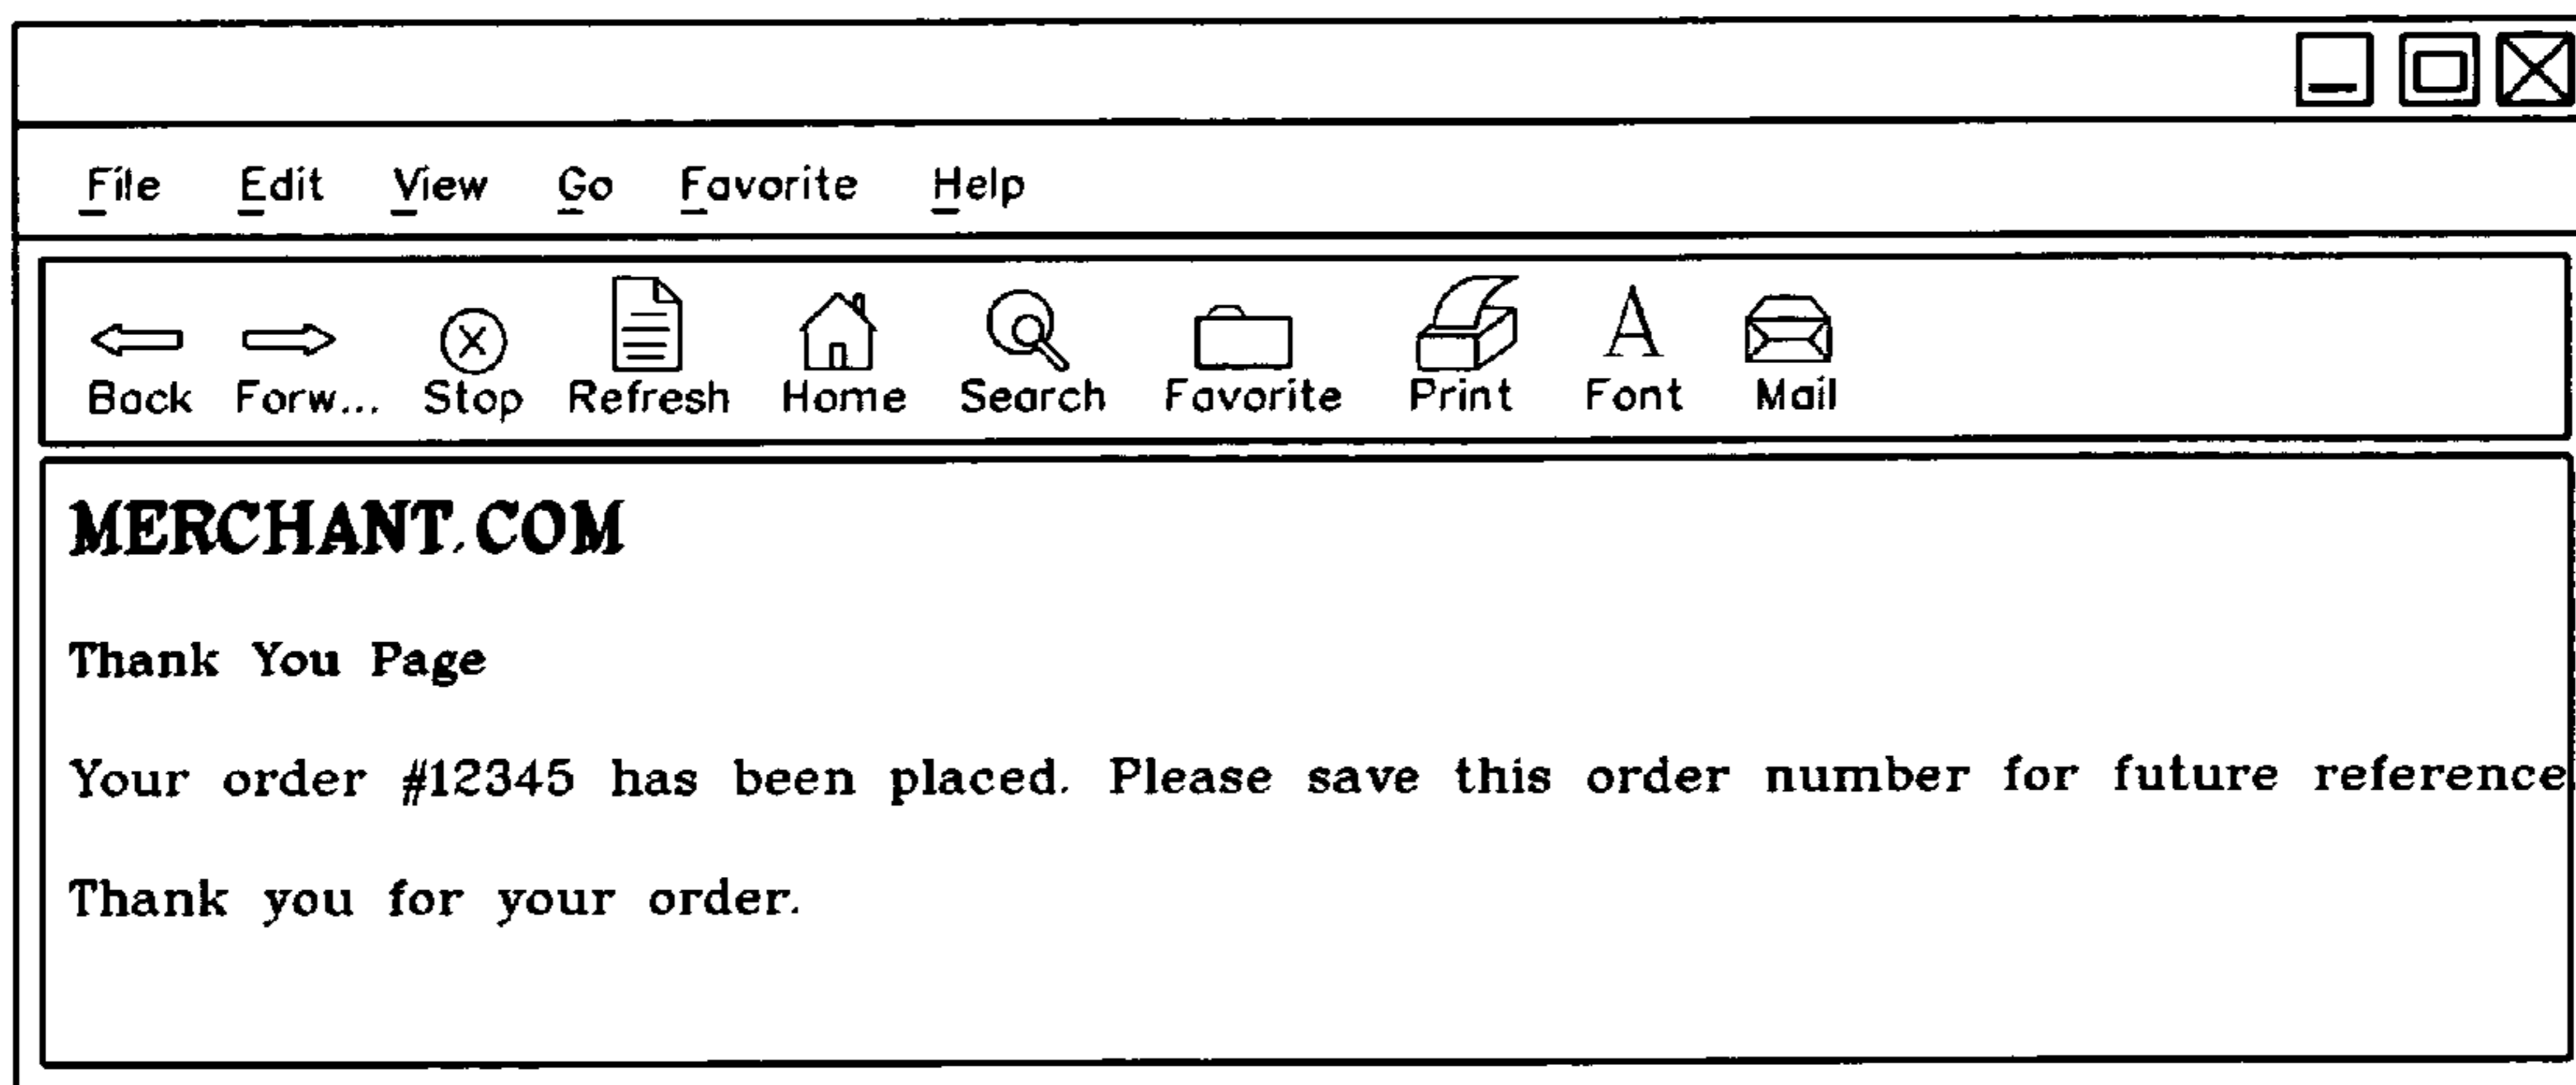 File Edit View Go Favorite Help
Back Forw... Stop Refresh Home Search Favorite Print Font Mail
MERCHANT.COM
Thank You Page
Your order #12345 has been placed. Please save this order number for future reference
Thank you for your order.